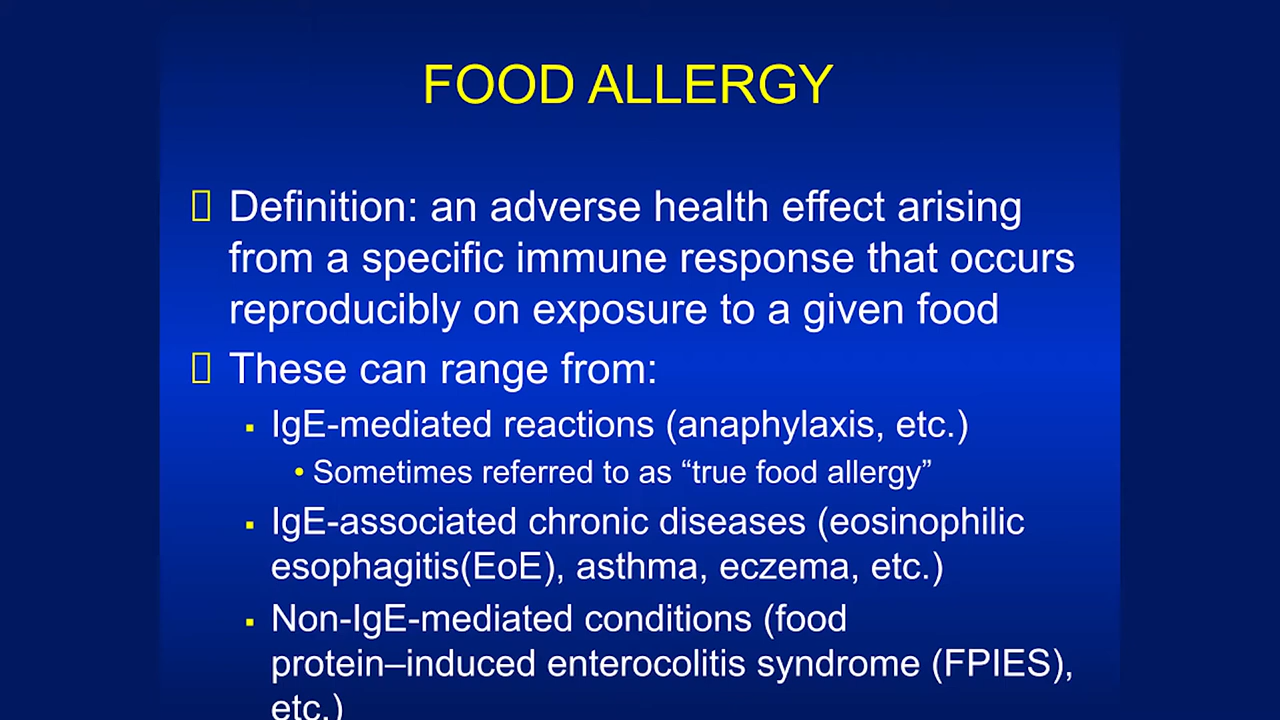 FOOD ALLERGY
Definition: an adverse health effect arising
from a specific immune response that occurs
reproducibly on exposure to a given food
These can range from:
▪ IgE-mediated reactions (anaphylaxis, etc.)
• Sometimes referred to as “true food allergy”
▪ IgE-associated chronic diseases (eosinophilic
esophagitis(EoE), asthma, eczema, etc.)
▪ Non-IgE-mediated conditions (food
protein–induced enterocolitis syndrome (FPIES),
etc.)